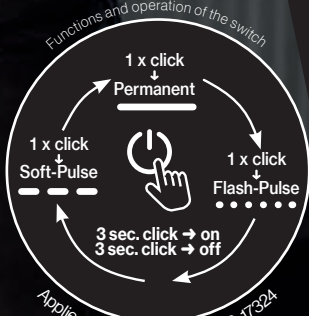 Functions and operation of the switch
1 x click
Permanent
1 x click
Soft-Pulse
1 x click
Flash-Pulse
3 sec. click ➔ on
3 sec. click ➔ off
17324